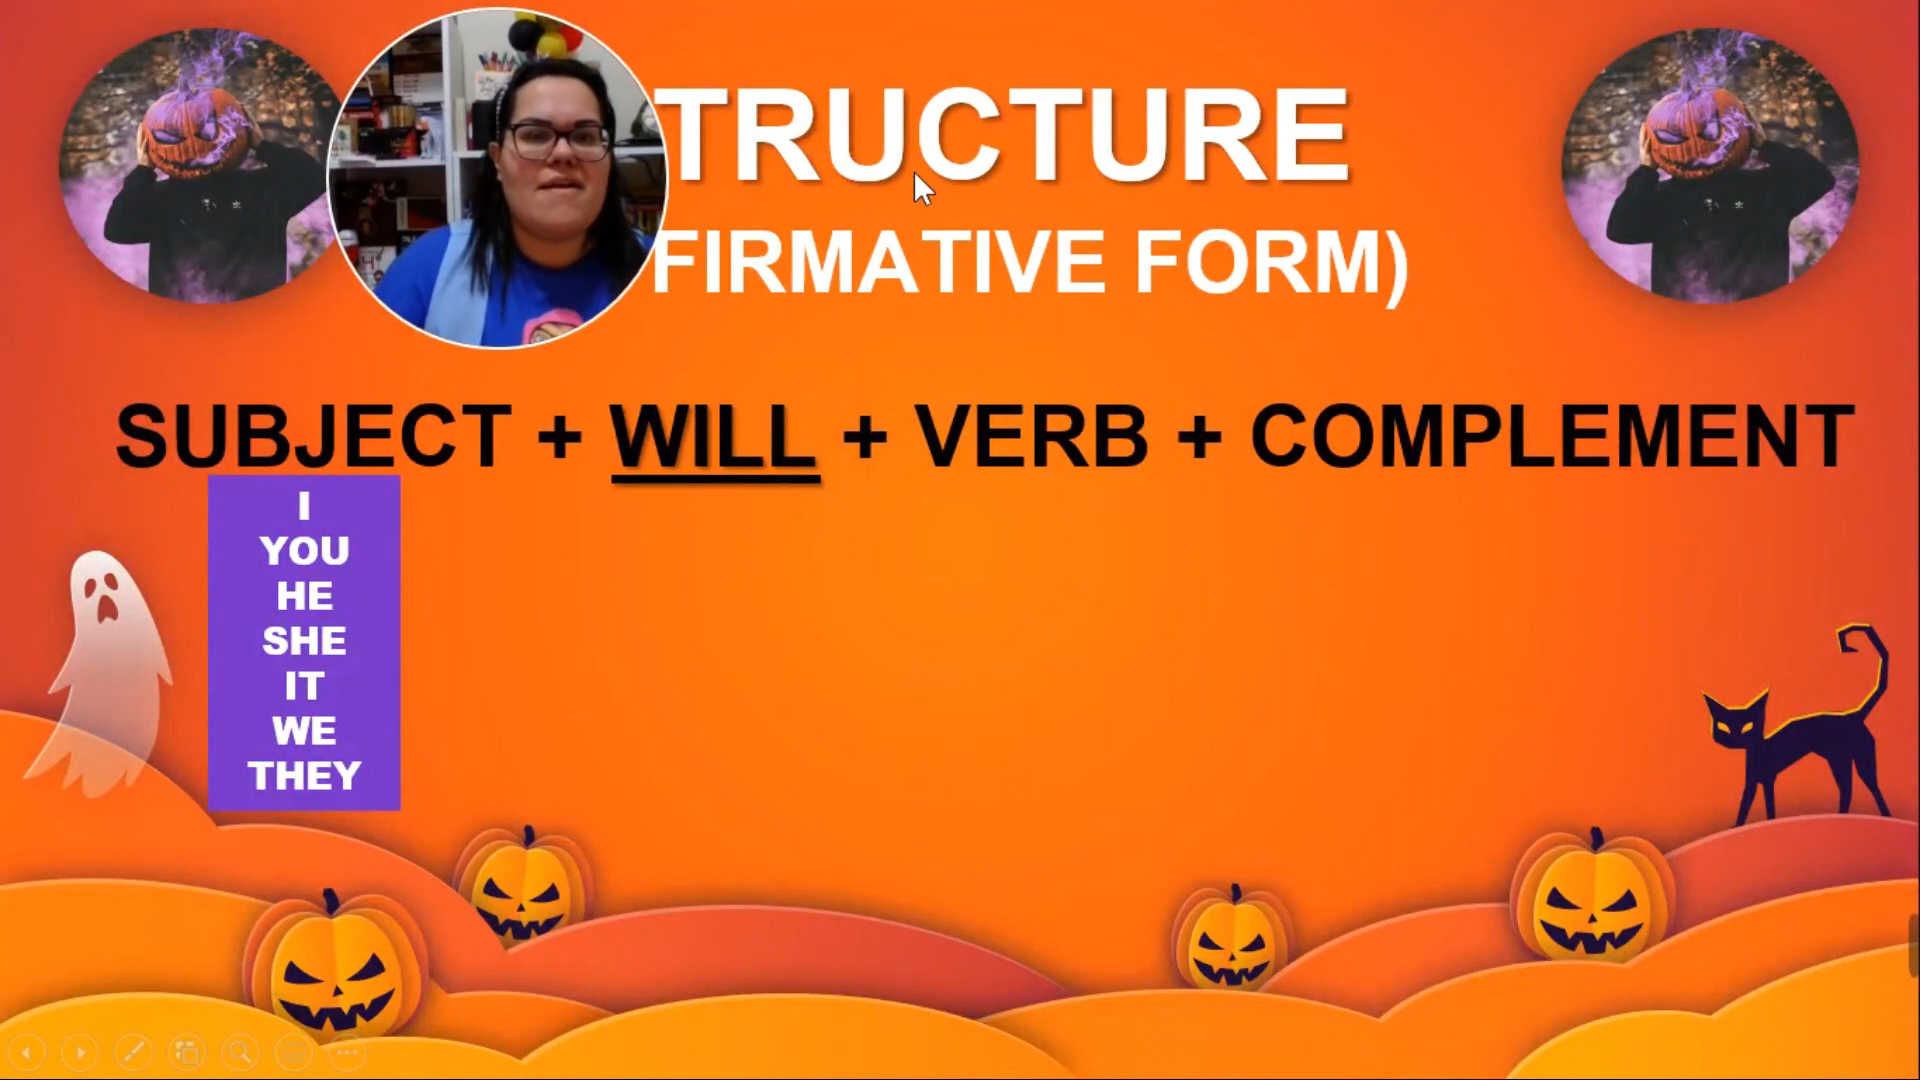 TRUCTURE
FIRMATIVE FORM)
SUBJECT + WILL + VERB + COMPLEMENT
I
YOU
HE
SHE
IT
WE
THEY